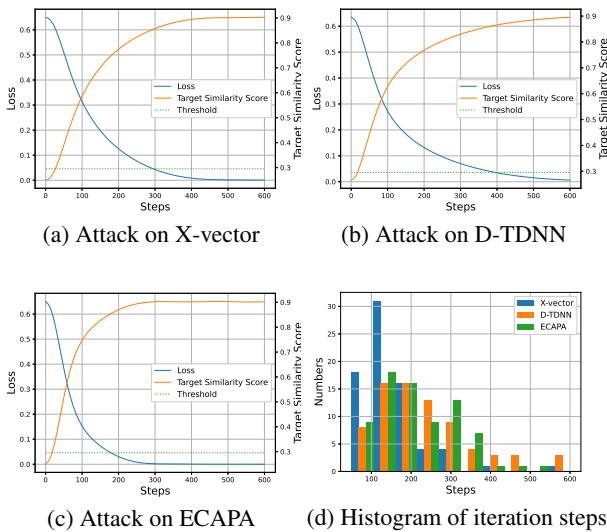 0.6
0.5
0.4
0.3
0.2
0.1
0.0
Loss
0.9
0.8
0.7
0.6
0.5
0.4
0.3
Target Similarity Score
Loss
Target Similarity Score
Threshold
0 100 200 300 400 500 600
Steps
(a) Attack on X-vector
0.6
0.5
0.4
0.3
0.2
0.1
0.0
Loss
0.9
0.8
0.7
0.6
0.5
0.4
0.3
Target Similarity Score
Loss
Target Similarity Score
Threshold
0 100 200 300 400 500 600
Steps
(b) Attack on D-TDNN
0.6
0.5
0.4
0.3
0.2
0.1
0.0
Loss
0.9
0.8
0.7
0.6
0.5
0.4
0.3
Target Similarity Score
Loss
Target Similarity Score
Threshold
0 100 200 300 400 500 600
Steps
(c) Attack on ECAPA
30
25
20
15
10
5
0
Numbers
X-vector
D-TDNN
ECAPA
100 200 300 400 500 600
Steps
(d) Histogram of iteration steps